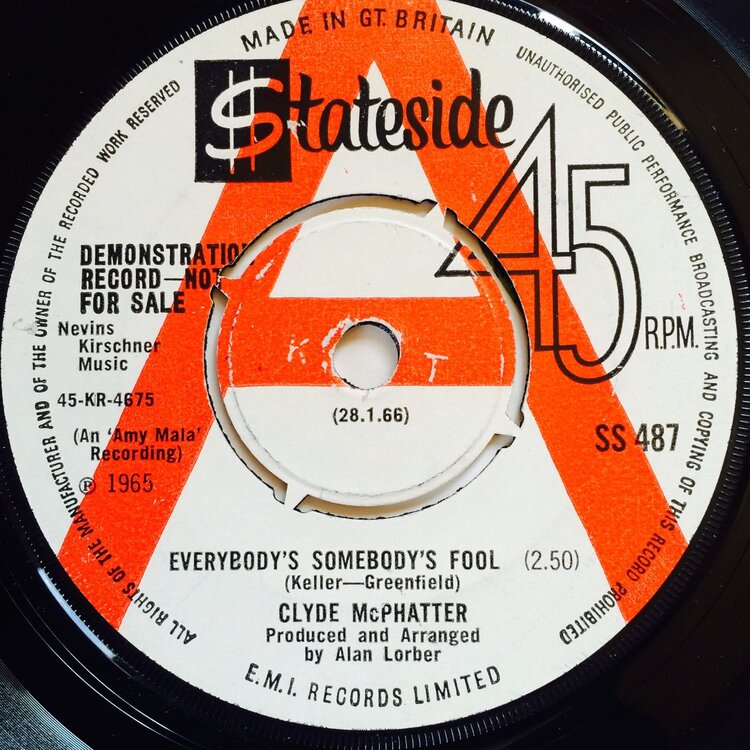 MADE IN GT. BRITAIN
UNAUTHORISED PUBLIC PERFORMANCE BROADCASTING AND COPYING OF THIS RECORD PROHIBITED
ALL RIGHTS OF THE MANUFACTURER AND OF THE OWNER OF THE RECORDED WORK RESERVED
$tateside
45
R.P.M.
DEMONSTRATION
RECORD—NOT
FOR SALE
Nevins
Kirschner
Music
45-KR-4675
(An 'Amy Mala'
Recording)
℗ 1965
K T
(28.1.66)
SS 487
EVERYBODY'S SOMEBODY'S FOOL (2.50)
(Keller—Greenfield)
CLYDE McPHATTER
Produced and Arranged
by Alan Lorber
E.M.I. RECORDS LIMITED